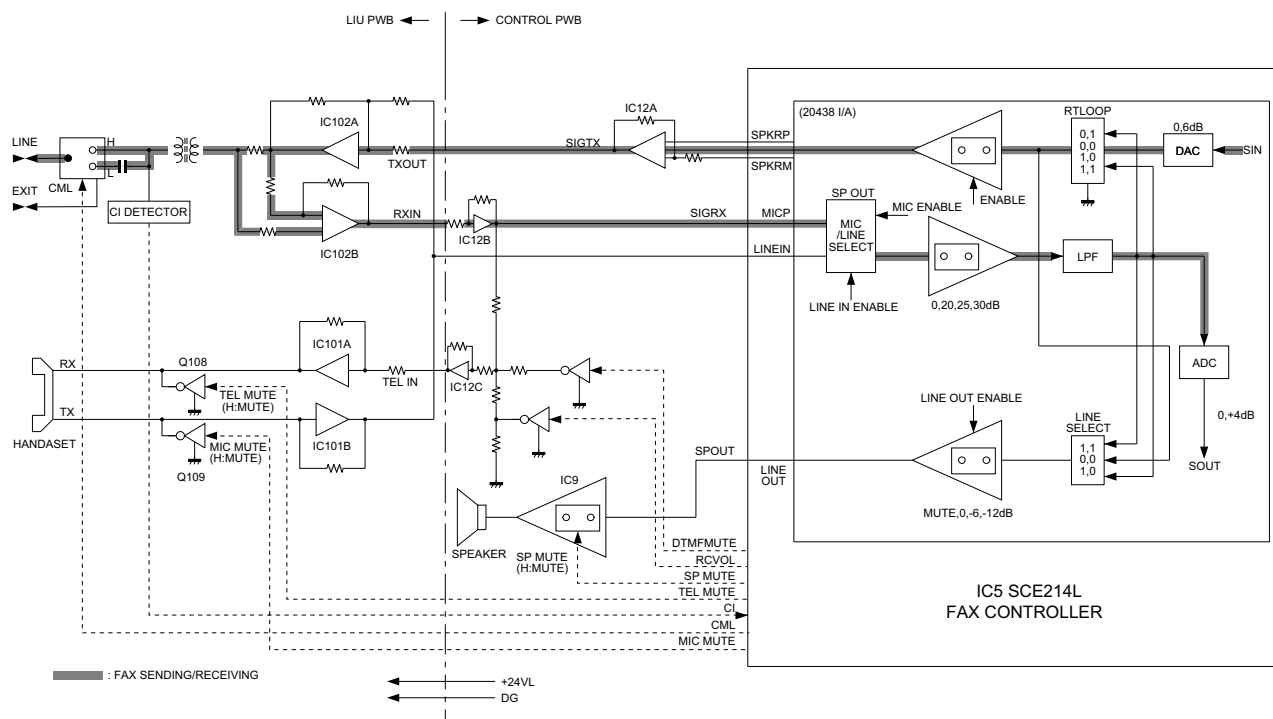 LIU PWB
CONTROL PWB
(20438 I/A)
RTLOOP
0,1
0,0
1,0
1,1
0,6dB
DAC
SIN
IC12A
SPKRP
SPKRM
SIGTX
ENABLE
LINE
H
L
CML
EXIT
IC102A
TXOUT
CI DETECTOR
IC102B
RXIN
IC12B
SIGRX
MICP
LINEIN
SP OUT
MIC
/LINE
SELECT
MIC ENABLE
LINE IN ENABLE
0,20,25,30dB
LPF
ADC
0,+4dB
SOUT
RX
TX
HANDASET
Q108
TEL MUTE
(H:MUTE)
MIC MUTE
(H:MUTE)
Q109
IC101A
TEL IN
IC101B
IC12C
LINE OUT ENABLE
LINE
SELECT
1,1
0,0
1,0
MUTE,0,-6,-12dB
SPOUT
LINE
OUT
IC9
SPEAKER
SP MUTE
(H:MUTE)
DTMFMUTE
RCVOL
SP MUTE
TEL MUTE
CI
CML
MIC MUTE
IC5 SCE214L
FAX CONTROLLER
: FAX SENDING/RECEIVING
+24VL
DG